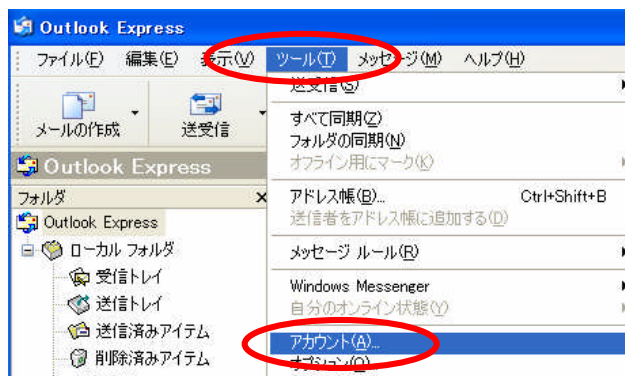 Outlook Express
ファイル(F) 編集(E) 表示(V) ツール(T) メッセージ(M) ヘルプ(H)
送受信(S)
すべて同期(Z)
フォルダの同期(N)
オフライン用にマーク(K)
アドレス帳(B)... Ctrl+Shift+B
送信者をアドレス帳に追加する(D)
メッセージ ルール(R)
Windows Messenger
自分のオンライン状態(Y)
アカウント(A)...
オプション(O)...
メールの作成 送受信
Outlook Express
フォルダ ×
Outlook Express
ローカル フォルダ
受信トレイ
送信トレイ
送信済みアイテム
削除済みアイテム